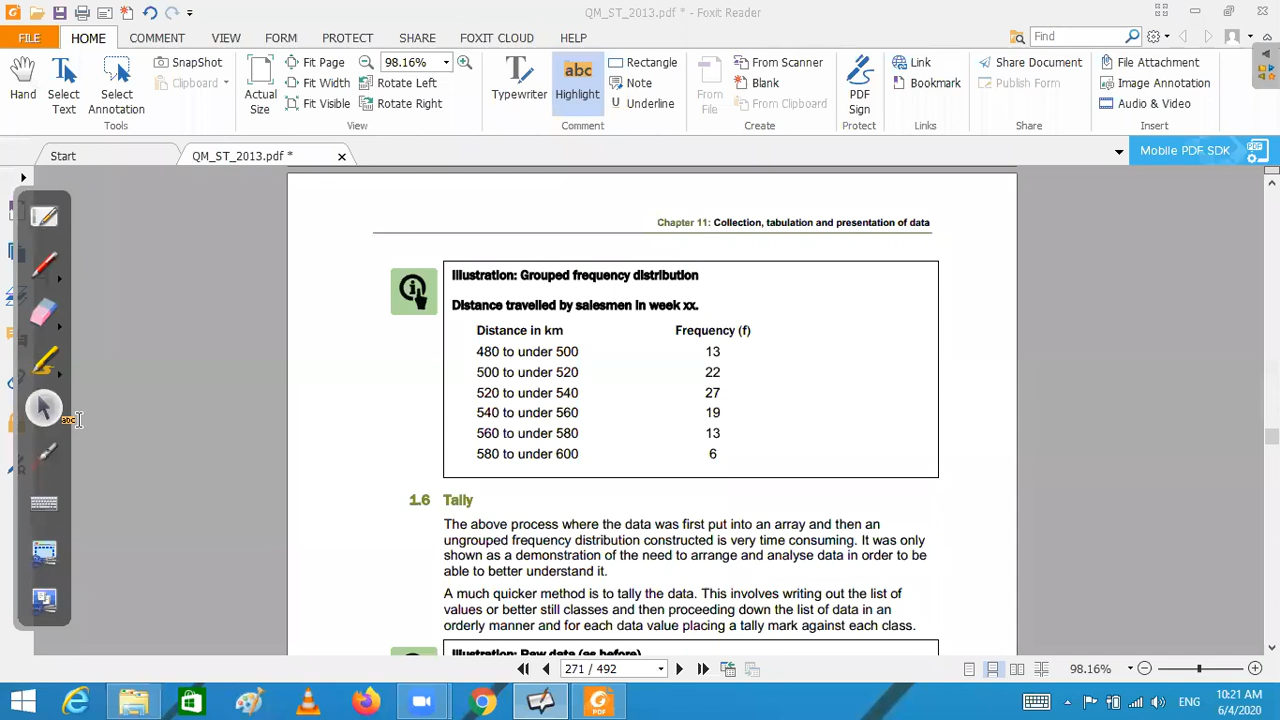 QM_ST_2013.pdf * - Foxit Reader
FILE HOME COMMENT VIEW FORM PROTECT SHARE FOXIT CLOUD HELP Find
Hand
Select Text
Select Annotation
SnapShot
Clipboard
Tools
Actual Size
Fit Page
Fit Width
Fit Visible
98.16%
Rotate Left
Rotate Right
View
Typewriter
abc
Highlight
Rectangle
Note
Underline
Comment
From File
From Scanner
Blank
From Clipboard
Create
PDF Sign
Protect
Link
Bookmark
Links
Share Document
Publish Form
Share
File Attachment
Image Annotation
Audio & Video
Insert
Start QM_ST_2013.pdf * Mobile PDF SDK
Chapter 11: Collection, tabulation and presentation of data
Illustration: Grouped frequency distribution
Distance travelled by salesmen in week xx.
Distance in km Frequency (f)
480 to under 500 13
500 to under 520 22
520 to under 540 27
540 to under 560 19
560 to under 580 13
580 to under 600 6
abc
1.6 Tally
The above process where the data was first put into an array and then an
ungrouped frequency distribution constructed is very time consuming. It was only
shown as a demonstration of the need to arrange and analyse data in order to be
able to better understand it.
A much quicker method is to tally the data. This involves writing out the list of
values or better still classes and then proceeding down the list of data in an
orderly manner and for each data value placing a tally mark against each class.
Illustration: Raw data (as before)
271 / 492 98.16%
ENG 10:21 AM
6/4/2020